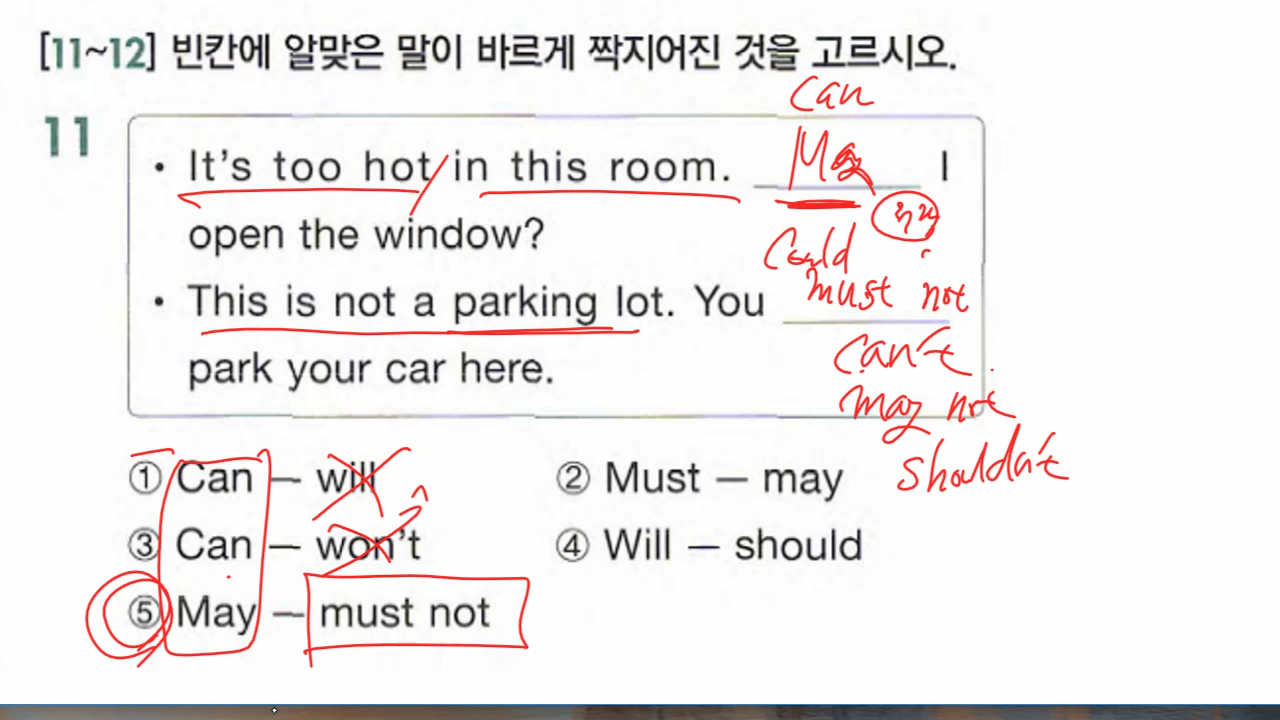 [11~12] 빈칸에 알맞은 말이 바르게 짝지어진 것을 고르시오.
can
11
• It's too hot in this room. May I
open the window?
could
• This is not a parking lot. You must not
park your car here.
can't
may not
shouldn't
① Can — will ② Must — may
③ Can — won't ④ Will — should
⑤ May — must not